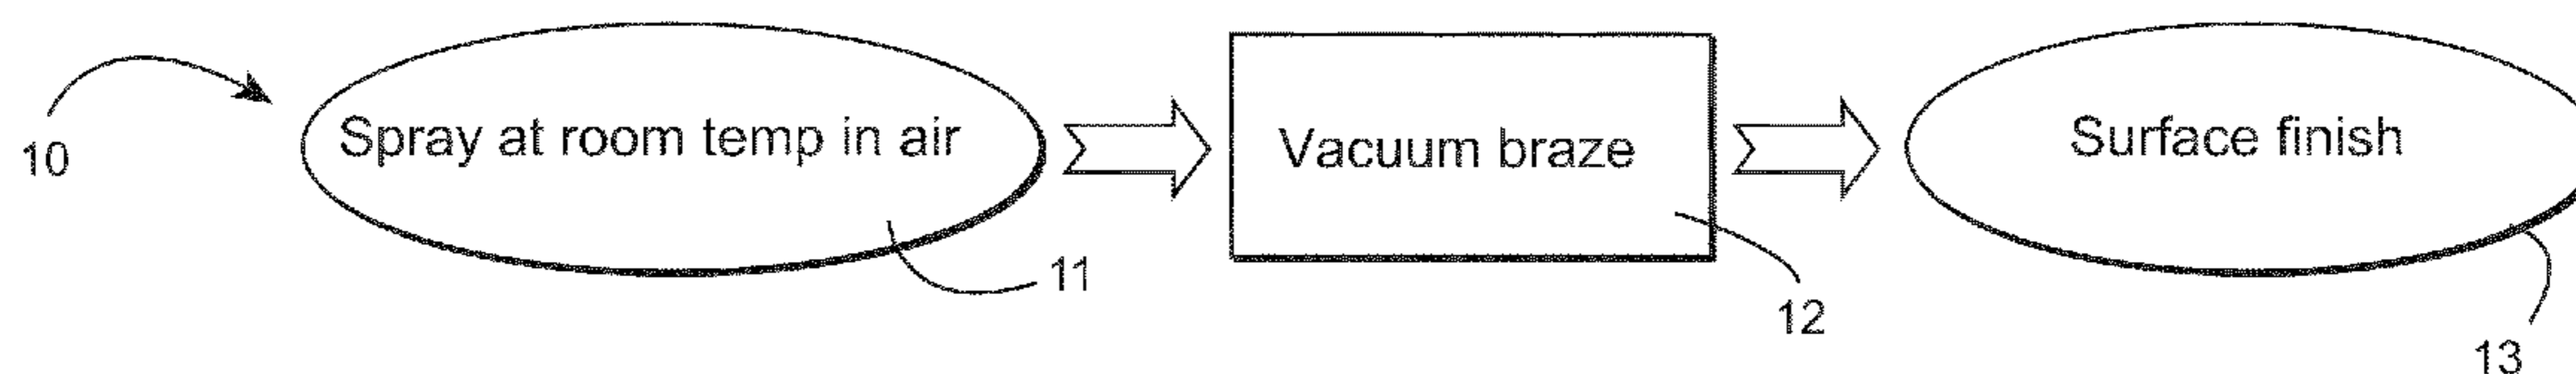 10
Spray at room temp in air
11
Vacuum braze
12
Surface finish
13